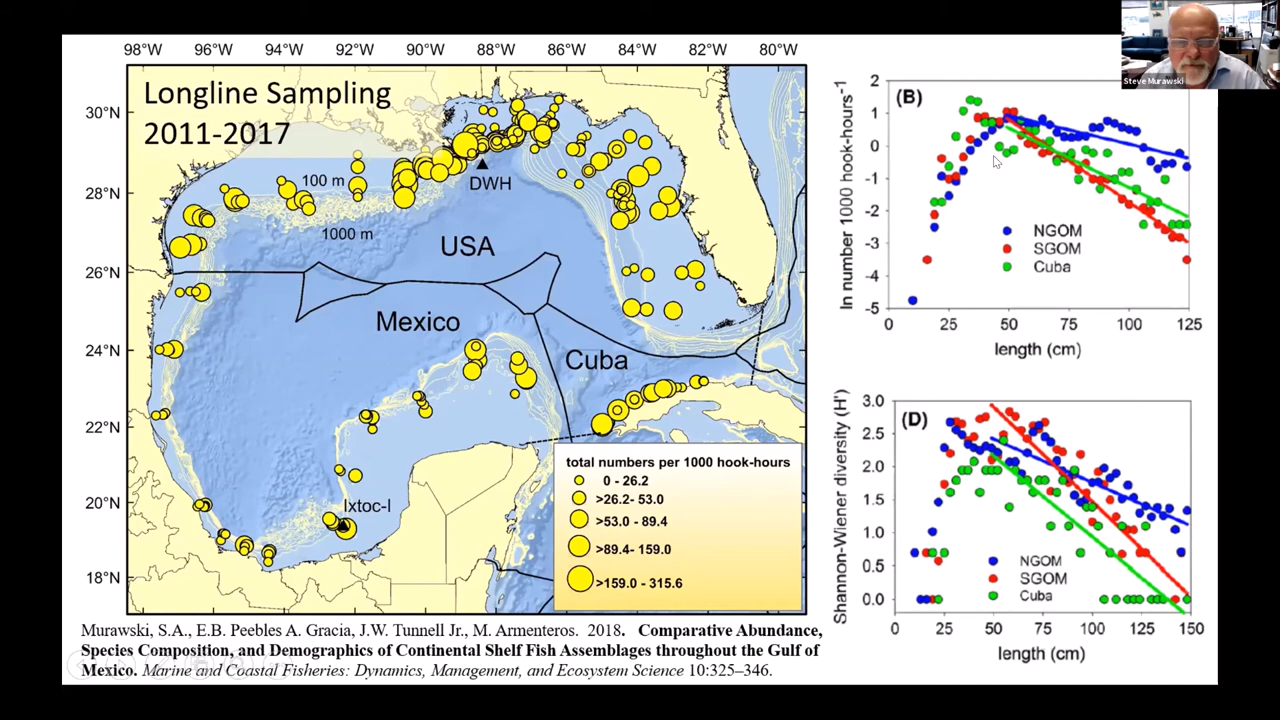 Steve Murawski
98°W 96°W 94°W 92°W 90°W 88°W 86°W 84°W 82°W 80°W
Longline Sampling
2011-2017
30°N
28°N
26°N
24°N
22°N
20°N
18°N
100 m
1000 m
DWH
USA
Mexico
Cuba
Ixtoc-I
total numbers per 1000 hook-hours
0 - 26.2
>26.2- 53.0
>53.0 - 89.4
>89.4- 159.0
>159.0 - 315.6
(B)
ln number 1000 hook-hours-1
2
1
0
-1
-2
-3
-4
-5
NGOM
SGOM
Cuba
0 25 50 75 100 125
length (cm)
(D)
Shannon-Wiener diversity (H')
3.0
2.5
2.0
1.5
1.0
0.5
0.0
NGOM
SGOM
Cuba
0 25 50 75 100 125 150
length (cm)
Murawski, S.A., E.B. Peebles A. Gracia, J.W. Tunnell Jr., M. Armenteros. 2018. Comparative Abundance,
Species Composition, and Demographics of Continental Shelf Fish Assemblages throughout the Gulf of
Mexico. Marine and Coastal Fisheries: Dynamics, Management, and Ecosystem Science 10:325–346.